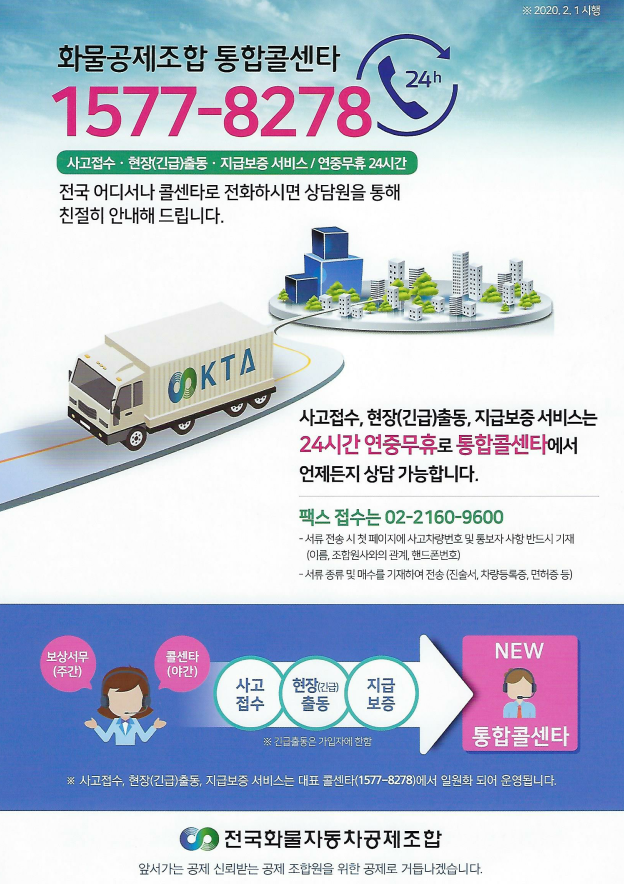 ※ 2020. 2. 1 시행
화물공제조합 통합콜센타
1577-8278
24h
사고접수 · 현장(긴급)출동 · 지급보증 서비스 / 연중무휴 24시간
전국 어디서나 콜센타로 전화하시면 상담원을 통해
친절히 안내해 드립니다.
KTA
사고접수, 현장(긴급)출동, 지급보증 서비스는
24시간 연중무휴로 통합콜센타에서
언제든지 상담 가능합니다.
팩스 접수는 02-2160-9600
- 서류 전송 시 첫 페이지에 사고차량번호 및 통보자 사항 반드시 기재
(이름, 조합원사와의 관계, 핸드폰번호)
- 서류 종류 및 매수를 기재하여 전송 (진술서, 차량등록증, 면허증 등)
보상서무
(주간)
콜센타
(야간)
사고
접수
현장(긴급)
출동
지급
보증
※ 긴급출동은 가입자에 한함
NEW
통합콜센타
※ 사고접수, 현장(긴급)출동, 지급보증 서비스는 대표 콜센타(1577-8278)에서 일원화 되어 운영됩니다.
전국화물자동차공제조합
앞서가는 공제 신뢰받는 공제 조합원을 위한 공제로 거듭나겠습니다.